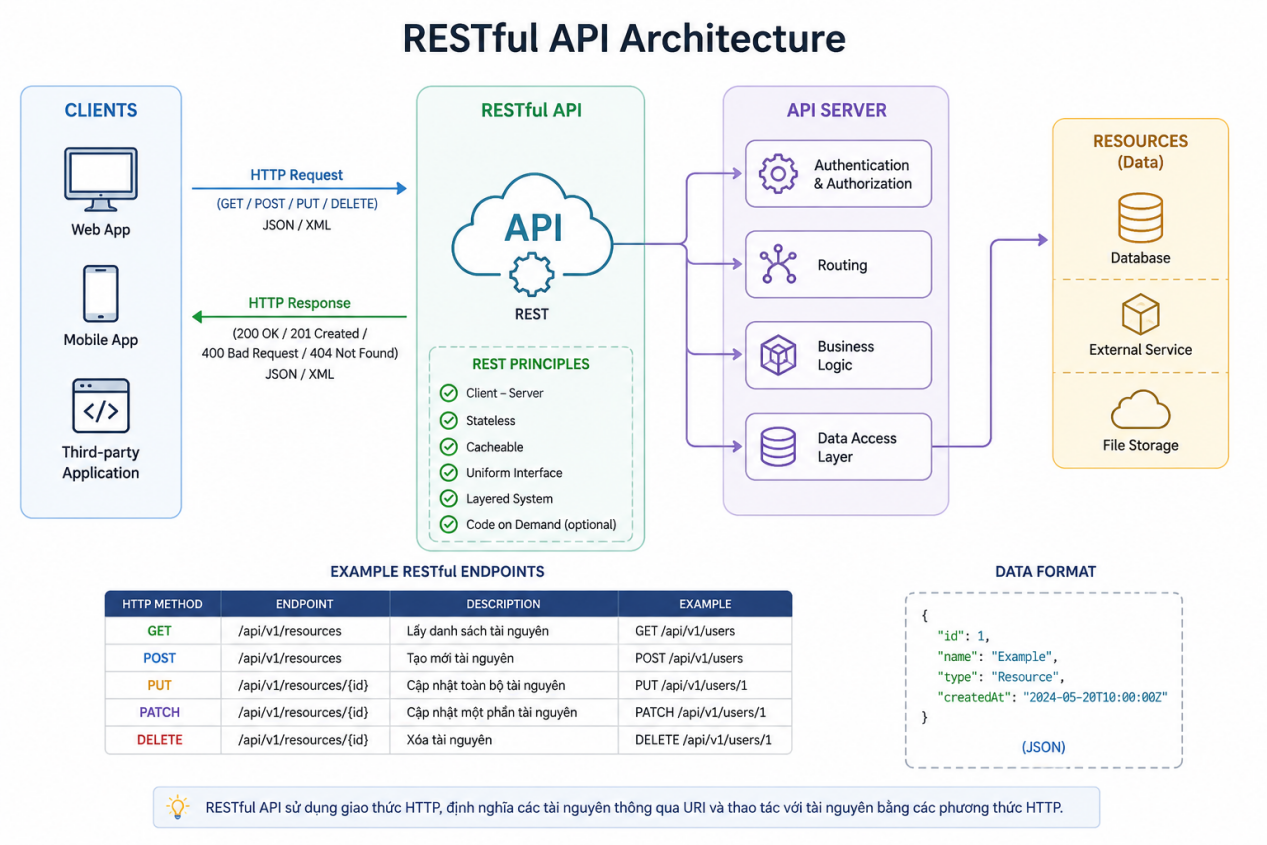 RESTful API Architecture
CLIENTS
Web App
Mobile App
Third-party
Application
HTTP Request
(GET / POST / PUT / DELETE)
JSON / XML
HTTP Response
(200 OK / 201 Created /
400 Bad Request / 404 Not Found)
JSON / XML
RESTful API
API
REST
REST PRINCIPLES
Client – Server
Stateless
Cacheable
Uniform Interface
Layered System
Code on Demand (optional)
API SERVER
Authentication
& Authorization
Routing
Business
Logic
Data Access
Layer
RESOURCES
(Data)
Database
External Service
File Storage
EXAMPLE RESTful ENDPOINTS
HTTP METHOD ENDPOINT DESCRIPTION EXAMPLE
GET /api/v1/resources Lấy danh sách tài nguyên GET /api/v1/users
POST /api/v1/resources Tạo mới tài nguyên POST /api/v1/users
PUT /api/v1/resources/{id} Cập nhật toàn bộ tài nguyên PUT /api/v1/users/1
PATCH /api/v1/resources/{id} Cập nhật một phần tài nguyên PATCH /api/v1/users/1
DELETE /api/v1/resources/{id} Xóa tài nguyên DELETE /api/v1/users/1
DATA FORMAT
{
"id": 1,
"name": "Example",
"type": "Resource",
"createdAt": "2024-05-20T10:00:00Z"
}
(JSON)
RESTful API sử dụng giao thức HTTP, định nghĩa các tài nguyên thông qua URI và thao tác với tài nguyên bằng các phương thức HTTP.